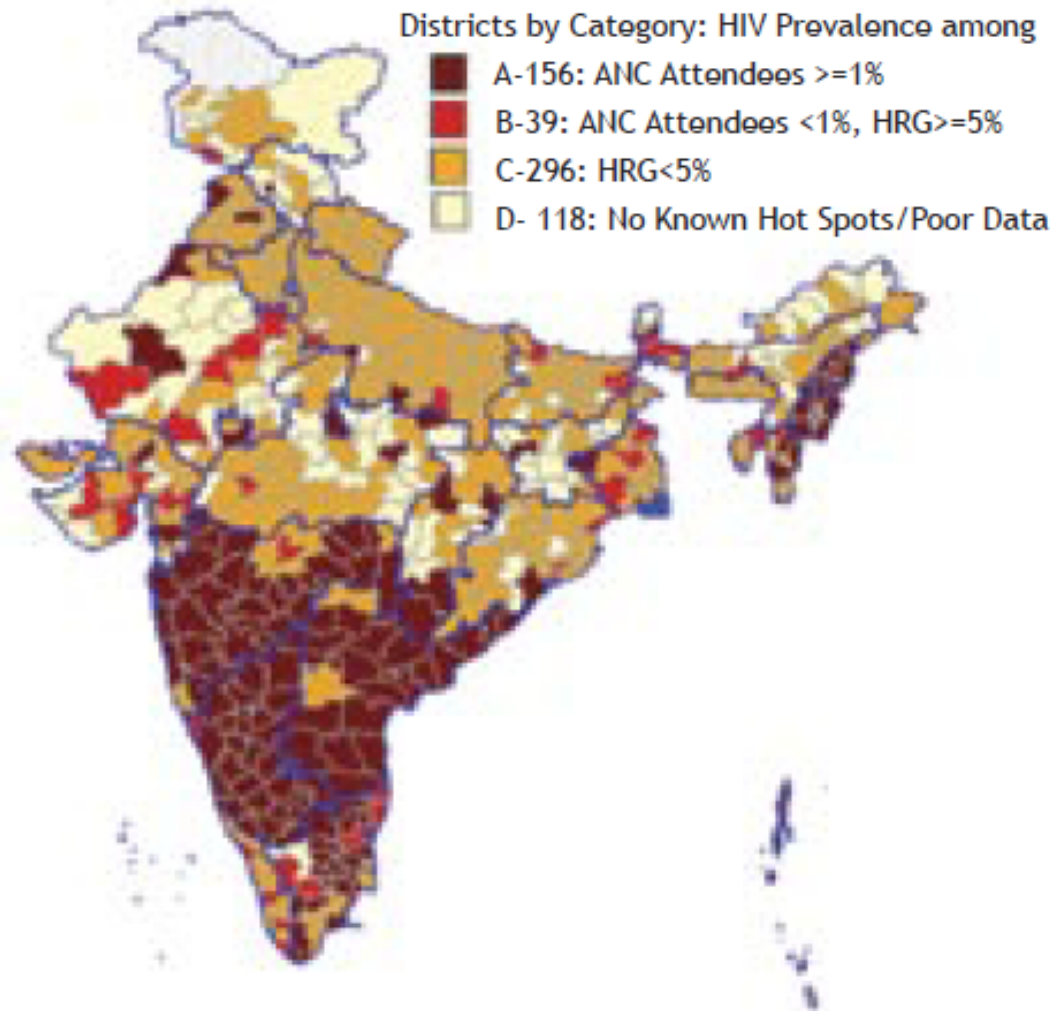 Districts by Category: HIV Prevalence among
A-156: ANC Attendees >=1%
B-39: ANC Attendees <1%, HRG>=5%
C-296: HRG<5%
D- 118: No Known Hot Spots/Poor Data